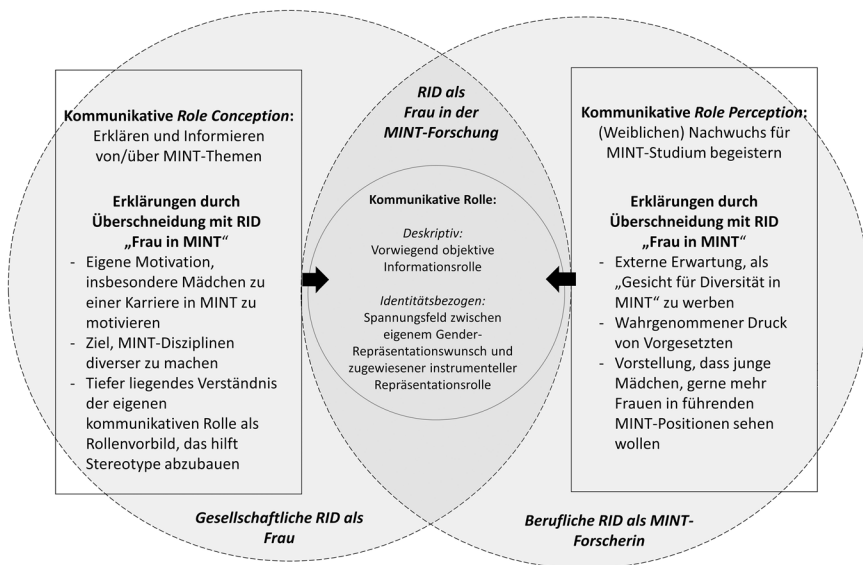 Kommunikative Role Conception:
Erklären und Informieren
von/über MINT-Themen
Erklärungen durch
Überschneidung mit RID
„Frau in MINT“
- Eigene Motivation,
insbesondere Mädchen zu
einer Karriere in MINT zu
motivieren
- Ziel, MINT-Disziplinen
diverser zu machen
- Tiefer liegendes Verständnis
der eigenen
kommunikativen Rolle als
Rollenvorbild, das hilft
Stereotype abzubauen
Gesellschaftliche RID als
Frau
RID als
Frau in der
MINT-Forschung
Kommunikative Rolle:
Deskriptiv:
Vorwiegend objektive
Informationsrolle
Identitätsbezogen:
Spannungsfeld zwischen
eigenem Gender-
Repräsentationswunsch und
zugewiesener instrumenteller
Repräsentationsrolle
Kommunikative Role Perception:
(Weiblichen) Nachwuchs für
MINT-Studium begeistern
Erklärungen durch
Überschneidung mit RID
„Frau in MINT“
- Externe Erwartung, als
„Gesicht für Diversität in
MINT“ zu werben
- Wahrgenommener Druck
von Vorgesetzten
- Vorstellung, dass junge
Mädchen, gerne mehr
Frauen in führenden
MINT-Positionen sehen
wollen
Berufliche RID als MINT-
Forscherin